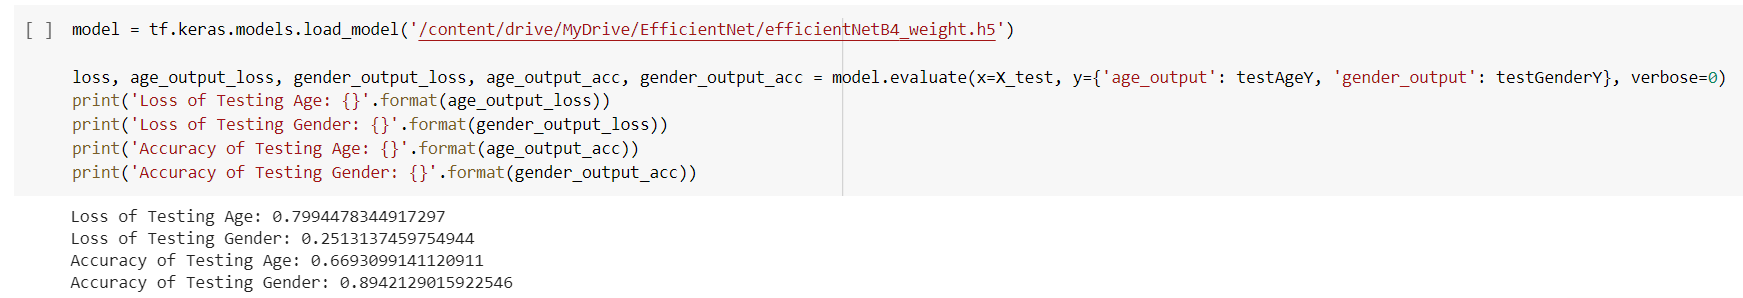 [ ] model = tf.keras.models.load_model('/content/drive/MyDrive/EfficientNet/efficientNetB4_weight.h5')
loss, age_output_loss, gender_output_loss, age_output_acc, gender_output_acc = model.evaluate(x=X_test, y={'age_output': testAgeY, 'gender_output': testGenderY}, verbose=0)
print('Loss of Testing Age: {}'.format(age_output_loss))
print('Loss of Testing Gender: {}'.format(gender_output_loss))
print('Accuracy of Testing Age: {}'.format(age_output_acc))
print('Accuracy of Testing Gender: {}'.format(gender_output_acc))
Loss of Testing Age: 0.7994478344917297
Loss of Testing Gender: 0.2513137459754944
Accuracy of Testing Age: 0.6693099141120911
Accuracy of Testing Gender: 0.8942129015922546